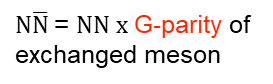 NN̅ = NN x G-parity of
exchanged meson